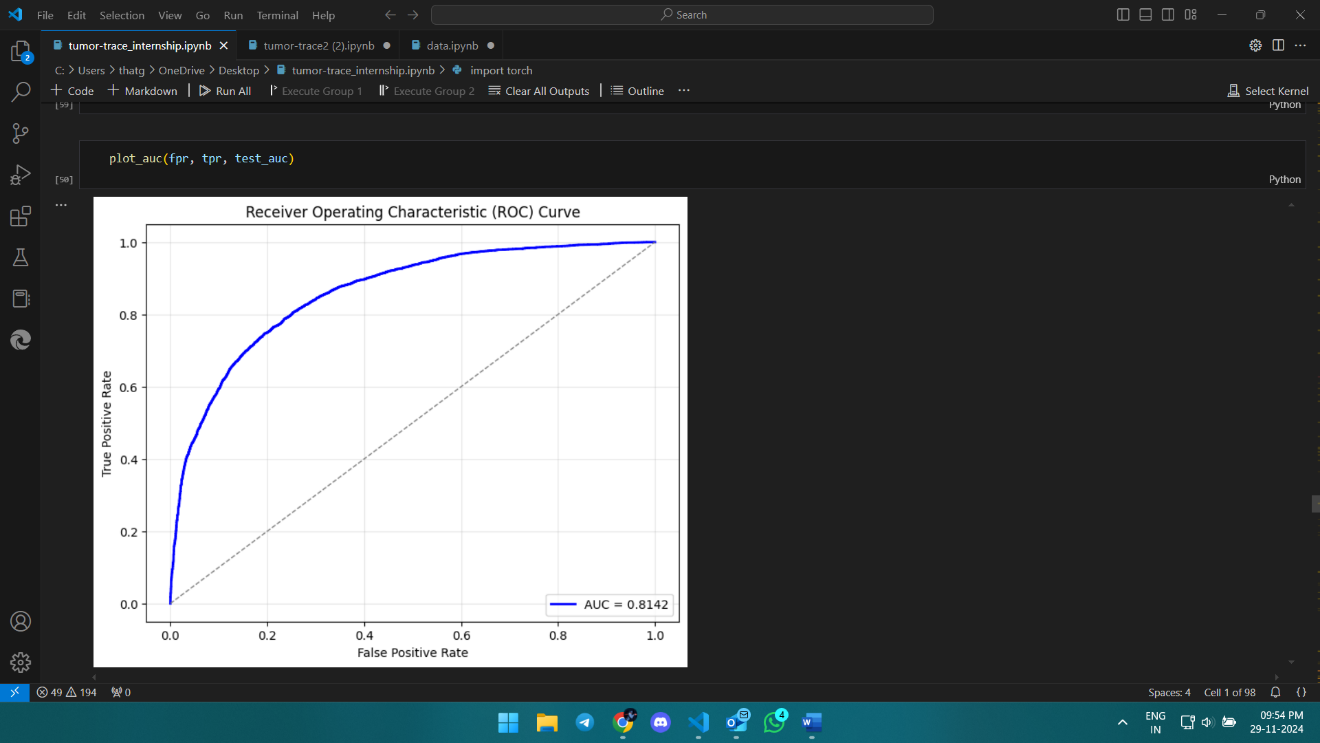 File Edit Selection View Go Run Terminal Help
Search
tumor-trace_internship.ipynb tumor-trace2 (2).ipynb data.ipynb
C: > Users > thatg > OneDrive > Desktop > tumor-trace_internship.ipynb > import torch
Code Markdown Run All Execute Group 1 Execute Group 2 Clear All Outputs Outline ... Select Kernel
Python
plot_auc(fpr, tpr, test_auc)
[50] Python
2
...
Receiver Operating Characteristic (ROC) Curve
1.0
0.8
0.6
0.4
0.2
0.0
True Positive Rate
AUC = 0.8142
0.0 0.2 0.4 0.6 0.8 1.0
False Positive Rate
49 194 0 Spaces: 4 Cell 1 of 98 {}
4
ENG 09:54 PM
IN 29-11-2024